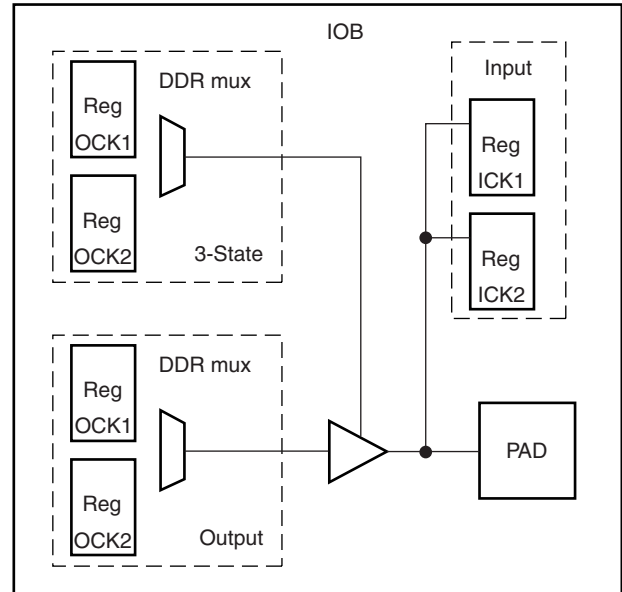 IOB
DDR mux
Reg
OCK1
Reg
OCK2
3-State
Input
Reg
ICK1
Reg
ICK2
DDR mux
Reg
OCK1
Reg
OCK2
Output
PAD